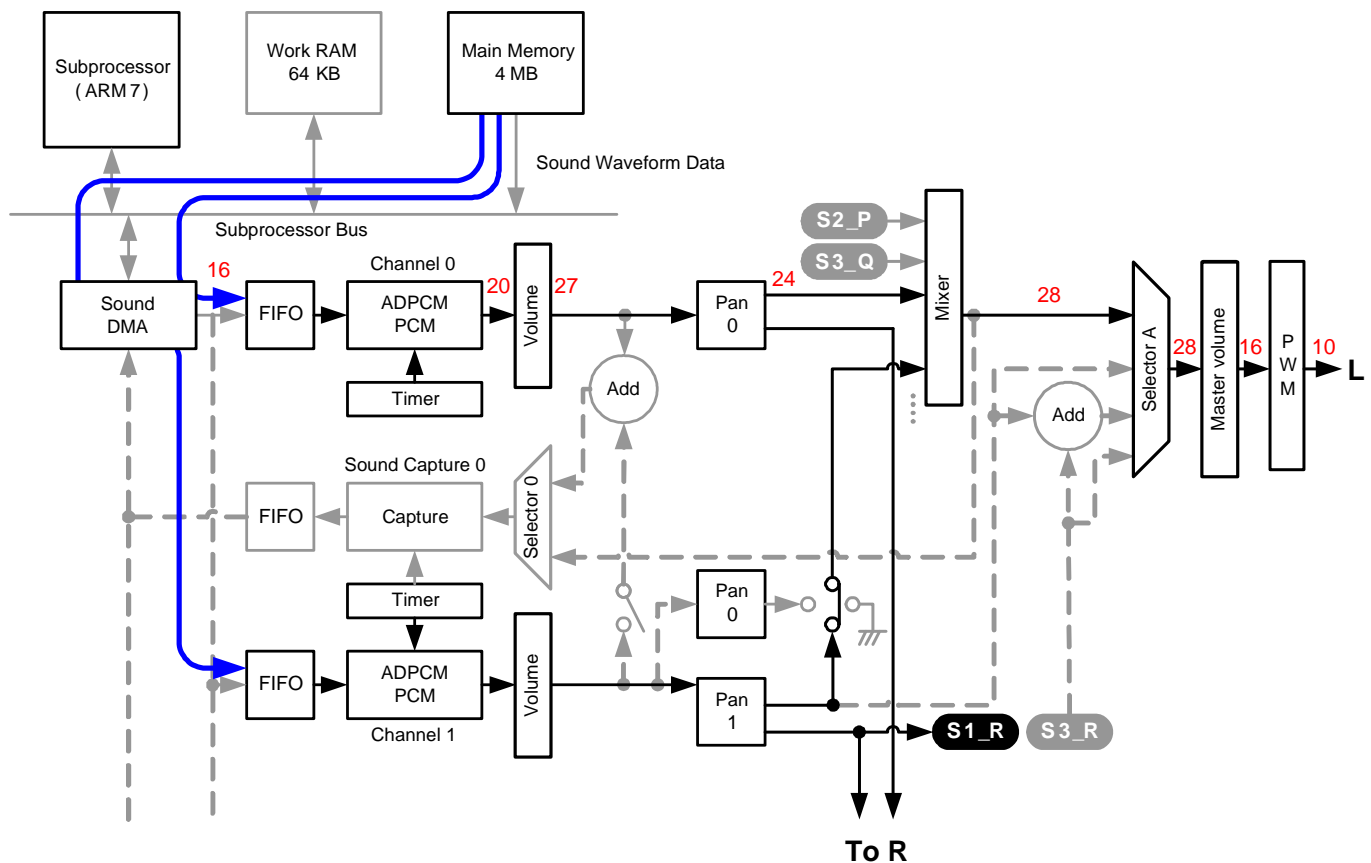 Subprocessor
( ARM 7 )
Work RAM
64 KB
Main Memory
4 MB
Sound Waveform Data
Subprocessor Bus
Sound
DMA
16
FIFO
Channel 0
ADPCM
PCM
Timer
20
Volume
27
Add
Pan
0
24
S2_P
S3_Q
Mixer
28
Selector A
28
Master volume
16
P
W
M
10
L
Add
Sound Capture 0
FIFO
Capture
Selector 0
Timer
Pan
0
FIFO
ADPCM
PCM
Channel 1
Volume
Pan
1
S1_R
S3_R
To R